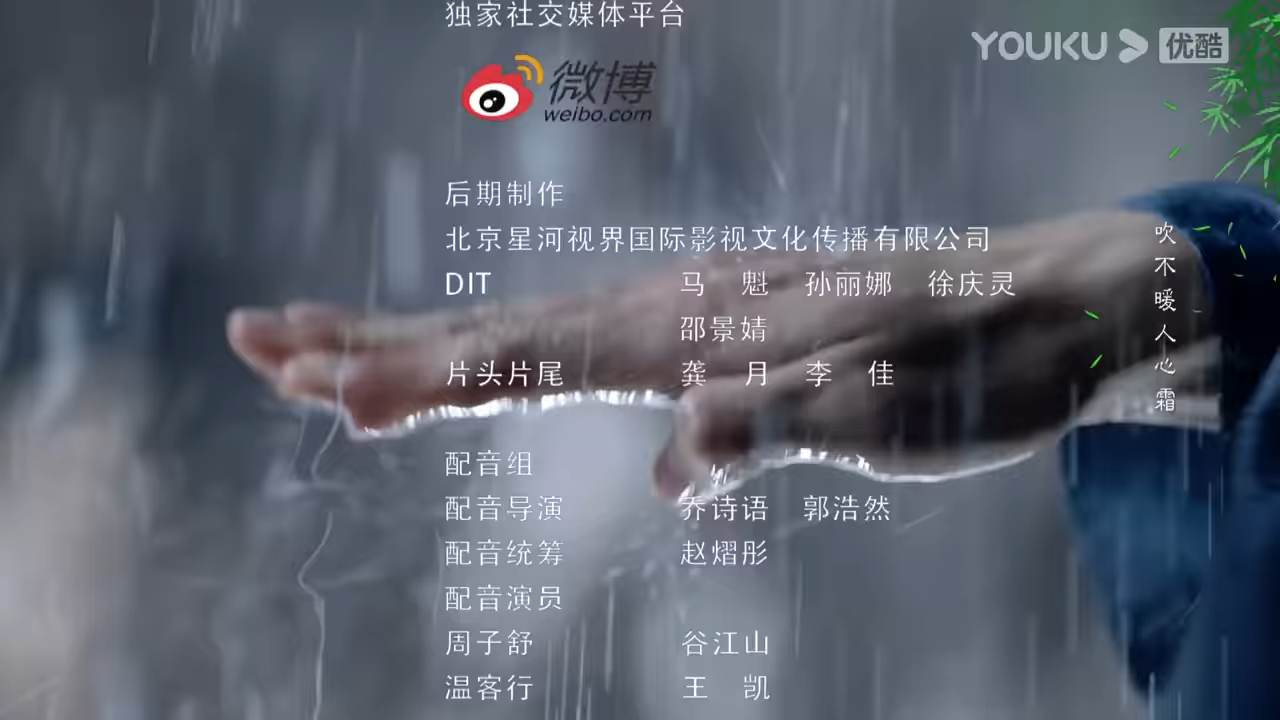 独家社交媒体平台
YOUKU 优酷
微博
weibo.com
后期制作
北京星河视界国际影视文化传播有限公司
DIT 马 魁 孙丽娜 徐庆灵
邵景婧
片头片尾 龚 月 李 佳
配音组
配音导演 乔诗语 郭浩然
配音统筹 赵熠彤
配音演员
周子舒 谷江山
温客行 王 凯
吹不暖人心霜